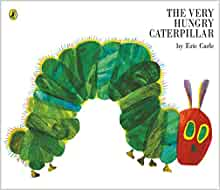 THE VERY
HUNGRY
CATERPILLAR
by Eric Carle